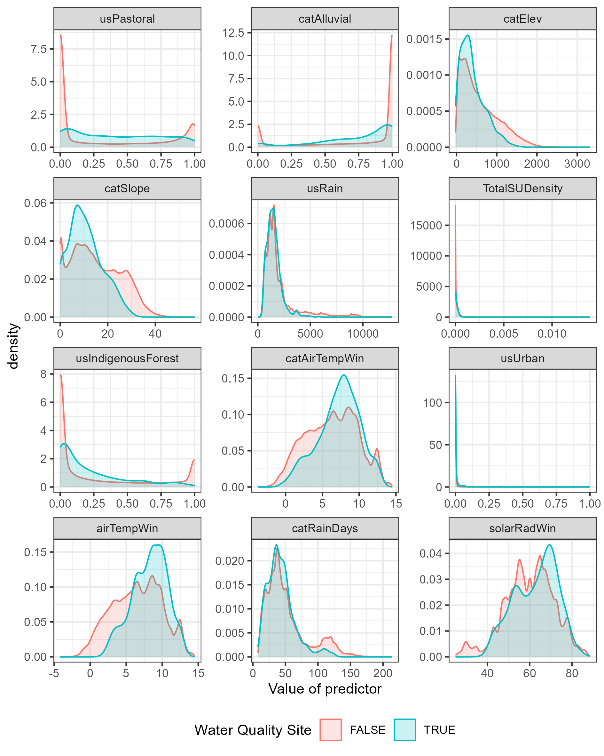 usPastoral catAlluvial catElev
7.5 5.0 2.5 0.0
12.5 10.0 7.5 5.0 2.5 0.0
0.0015 0.0010 0.0005 0.0000
0.00 0.25 0.50 0.75 1.00
0.00 0.25 0.50 0.75 1.00
0 1000 2000 3000
catSlope usRain TotalSUDensity
0.06 0.04 0.02 0.00
0.0006 0.0004 0.0002 0.0000
15000 10000 5000 0
0 20 40
0 5000 10000
0.000 0.005 0.010
density
usIndigenousForest catAirTempWin usUrban
8 6 4 2 0
0.15 0.10 0.05 0.00
100 50 0
0.00 0.25 0.50 0.75 1.00
0 5 10 15
0.00 0.25 0.50 0.75 1.00
airTempWin catRainDays solarRadWin
0.15 0.10 0.05 0.00
0.020 0.015 0.010 0.005 0.000
0.04 0.03 0.02 0.01 0.00
-5 0 5 10 15
0 50 100 150 200
40 60 80
Value of predictor
Water Quality Site FALSE TRUE